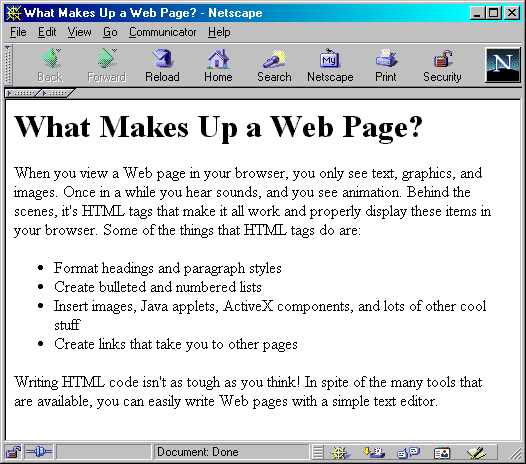 What Makes Up a Web Page? - Netscape
File Edit View Go Communicator Help
Back Forward Reload Home Search Netscape Print Security
My N
What Makes Up a Web Page?
When you view a Web page in your browser, you only see text, graphics, and
images. Once in a while you hear sounds, and you see animation. Behind the
scenes, it's HTML tags that make it all work and properly display these items in
your browser. Some of the things that HTML tags do are:
• Format headings and paragraph styles
• Create bulleted and numbered lists
• Insert images, Java applets, ActiveX components, and lots of other cool
stuff
• Create links that take you to other pages
Writing HTML code isn't as tough as you think! In spite of the many tools that
are available, you can easily write Web pages with a simple text editor.
Document: Done